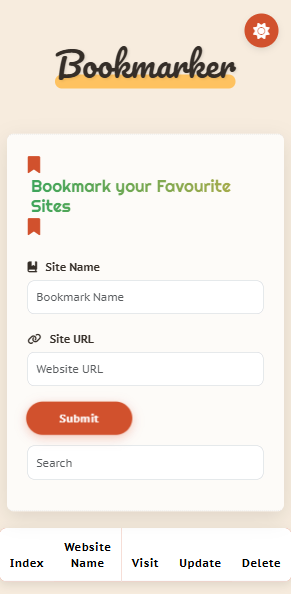 Bookmarker
Bookmark your Favourite
Sites
Site Name
Bookmark Name
Site URL
Website URL
Submit
Search
Index Website Name Visit Update Delete